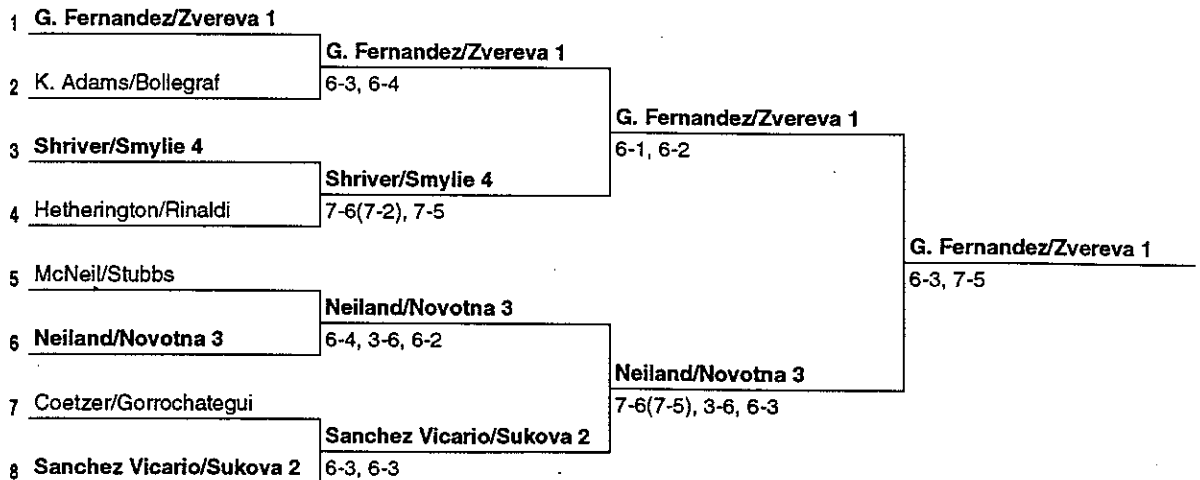 1 G. Fernandez/Zvereva 1
2 K. Adams/Bollegraf
3 Shriver/Smylie 4
4 Hetherington/Rinaldi
5 McNeil/Stubbs
6 Neiland/Novotna 3
7 Coetzer/Gorrochategui
8 Sanchez Vicario/Sukova 2
G. Fernandez/Zvereva 1
6-3, 6-4
Shriver/Smylie 4
7-6(7-2), 7-5
Neiland/Novotna 3
6-4, 3-6, 6-2
Sanchez Vicario/Sukova 2
6-3, 6-3
G. Fernandez/Zvereva 1
6-1, 6-2
Neiland/Novotna 3
7-6(7-5), 3-6, 6-3
G. Fernandez/Zvereva 1
6-3, 7-5